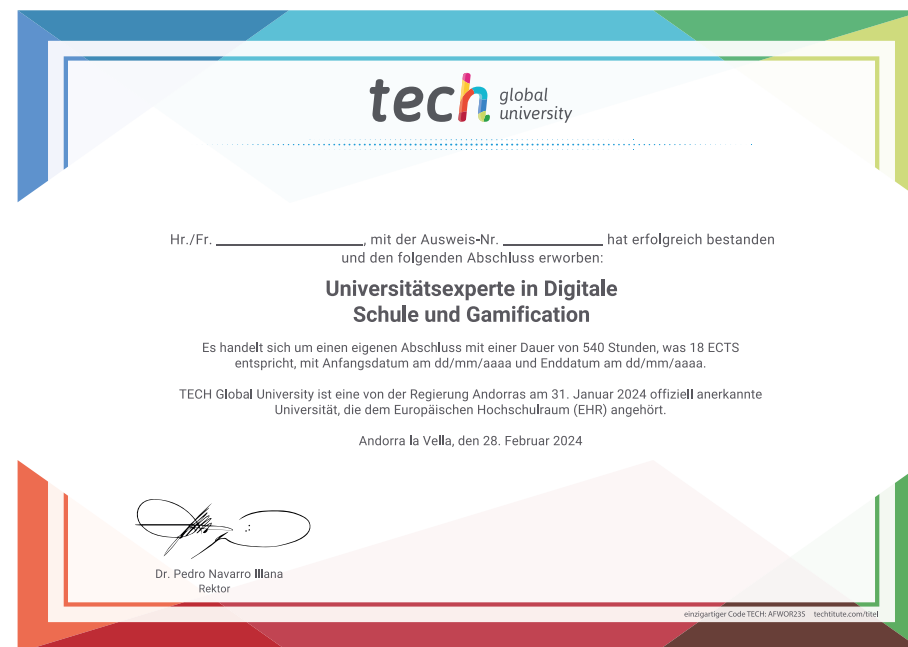 tech global university
Hr./Fr. ____________________, mit der Ausweis-Nr. ______________ hat erfolgreich bestanden
und den folgenden Abschluss erworben:
Universitätsexperte in Digitale
Schule und Gamification
Es handelt sich um einen eigenen Abschluss mit einer Dauer von 540 Stunden, was 18 ECTS
entspricht, mit Anfangsdatum am dd/mm/aaaa und Enddatum am dd/mm/aaaa.
TECH Global University ist eine von der Regierung Andorras am 31. Januar 2024 offiziell anerkannte
Universität, die dem Europäischen Hochschulraum (EHR) angehört.
Andorra la Vella, den 28. Februar 2024
Dr. Pedro Navarro Illana
Rektor
einzigartiger Code TECH: AFWOR23S techtitute.com/titel